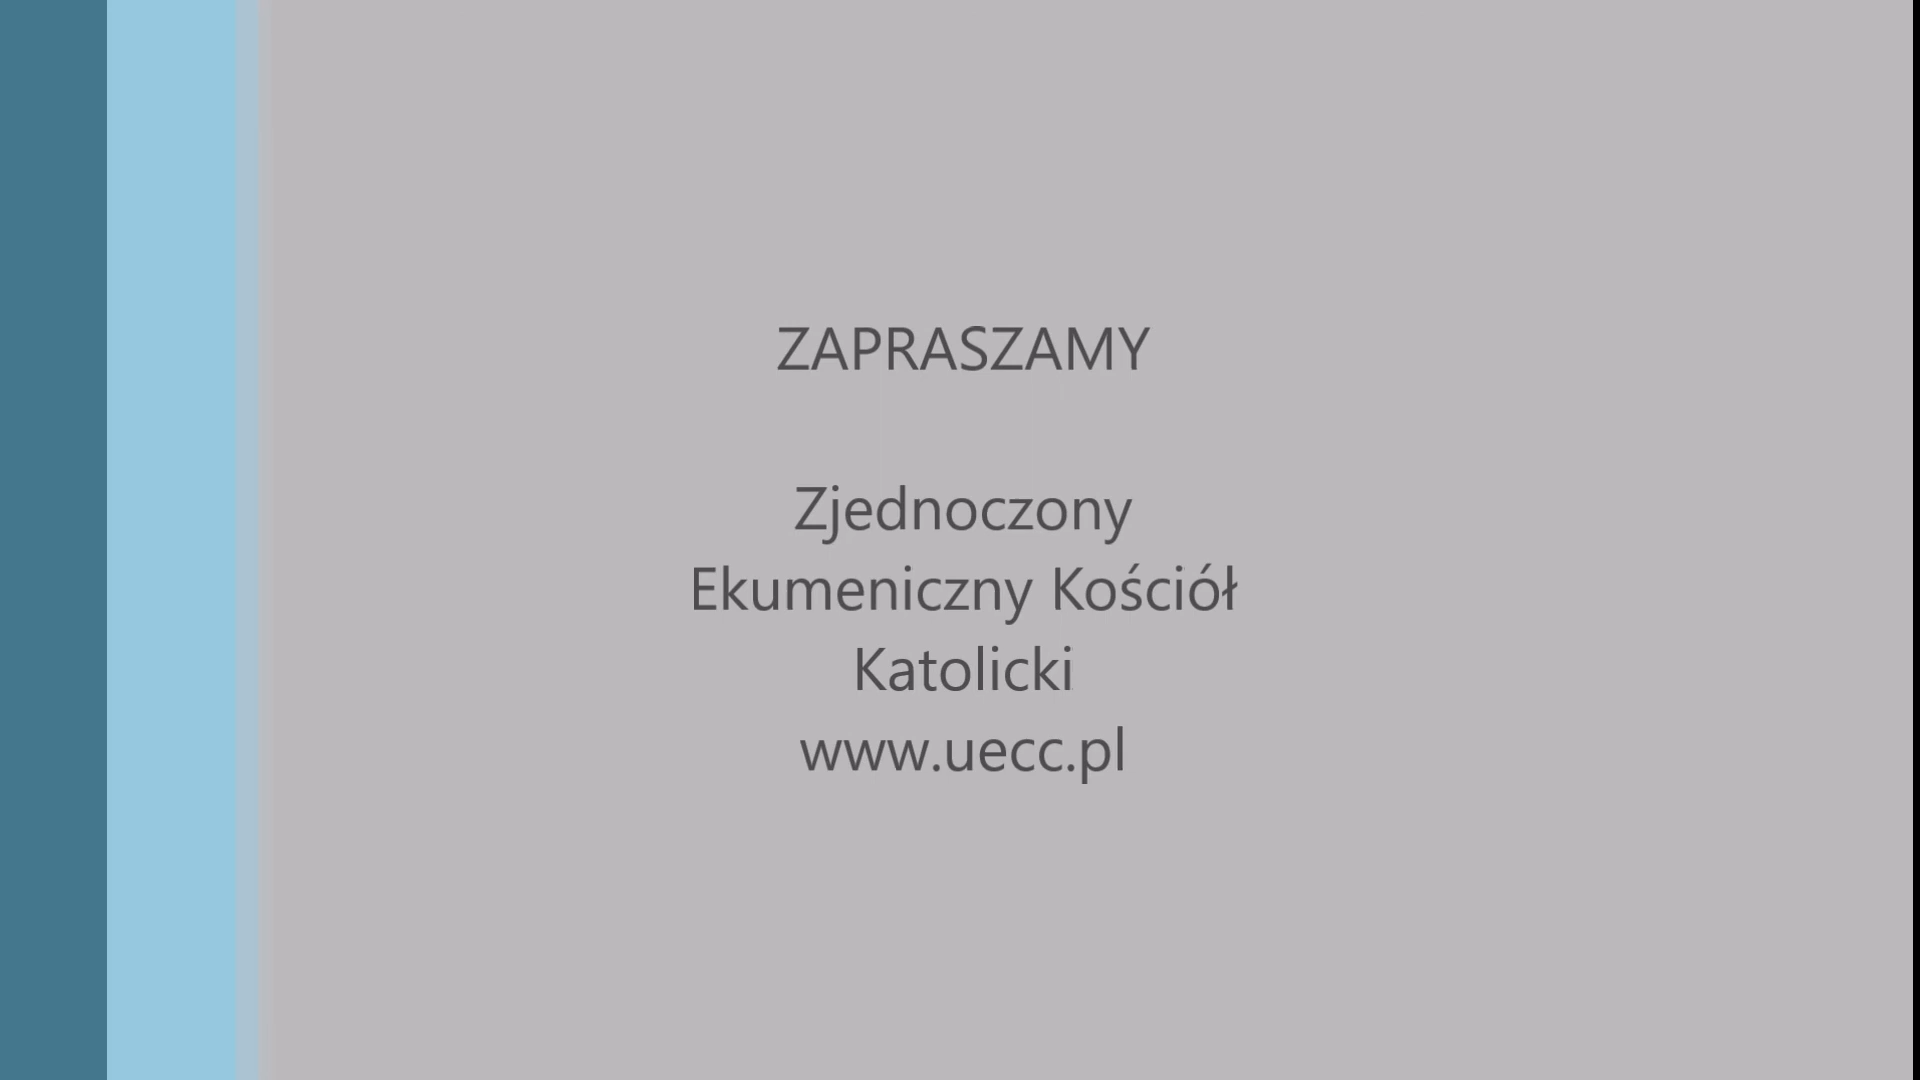 ZAPRASZAMY
Zjednoczony
Ekumeniczny Kościół
Katolicki
www.uecc.pl